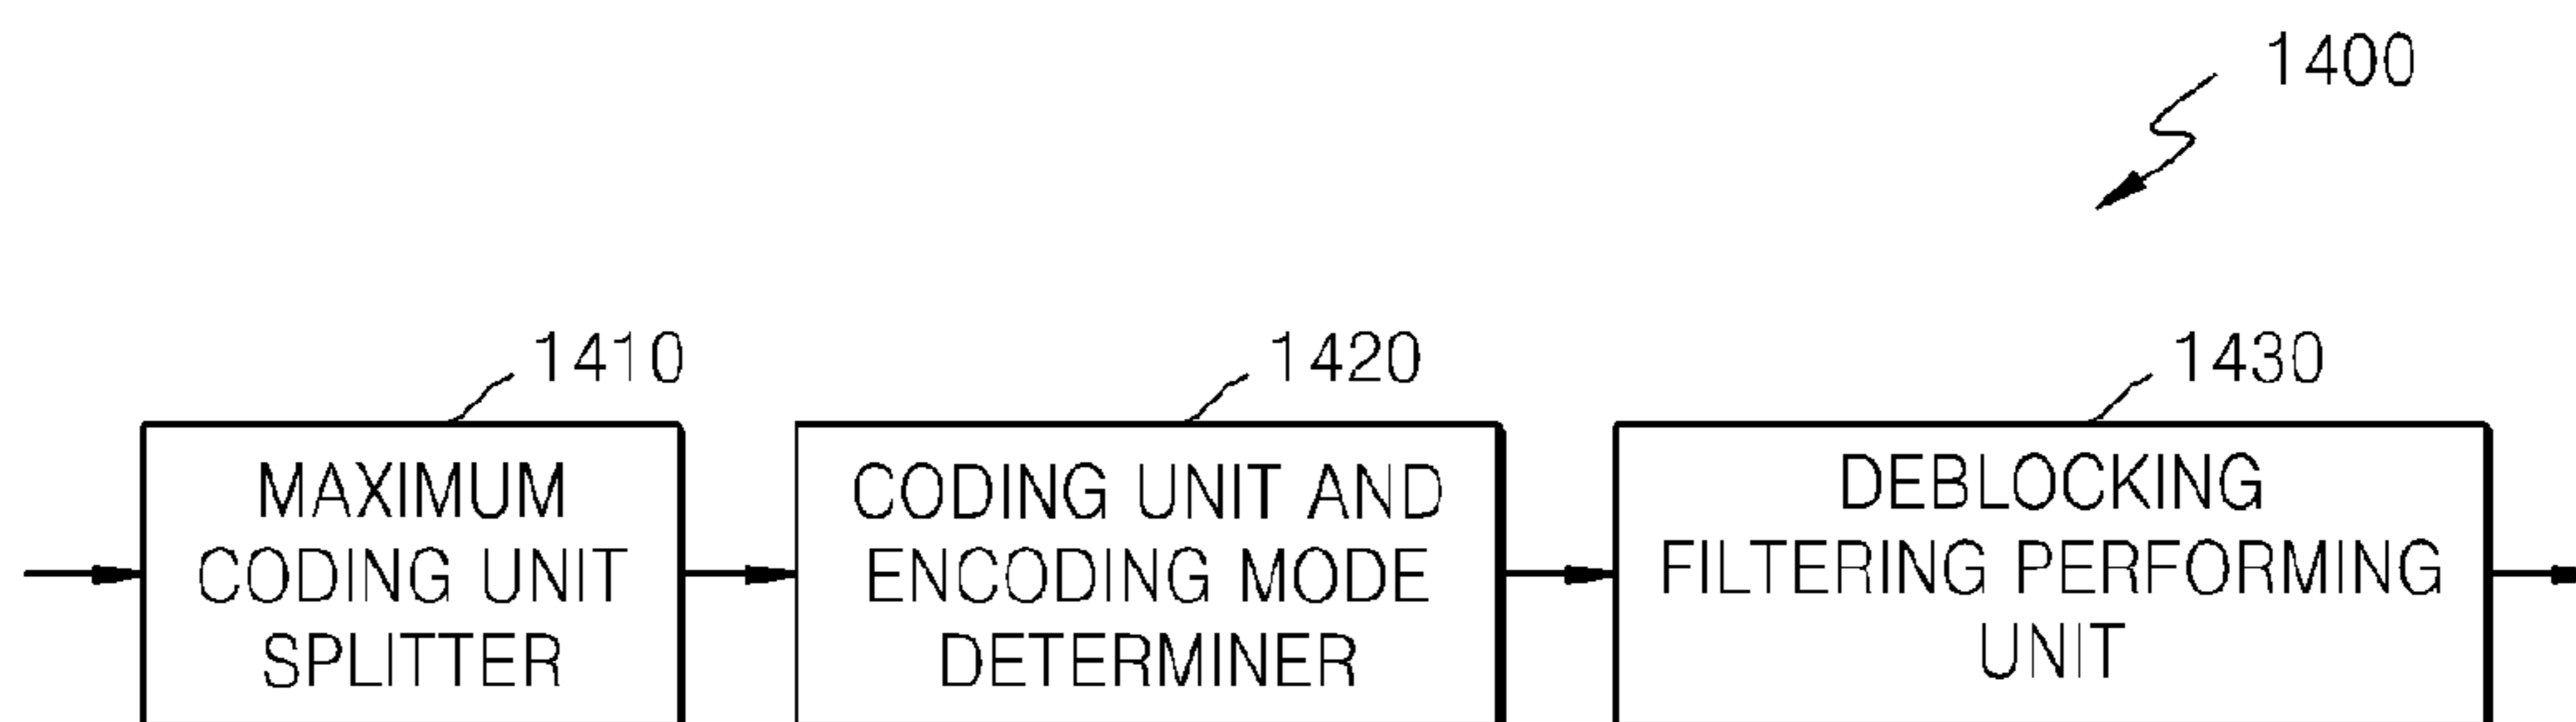 1400
1410
1420
1430
MAXIMUM
CODING UNIT
SPLITTER
CODING UNIT AND
ENCODING MODE
DETERMINER
DEBLOCKING
FILTERING PERFORMING
UNIT